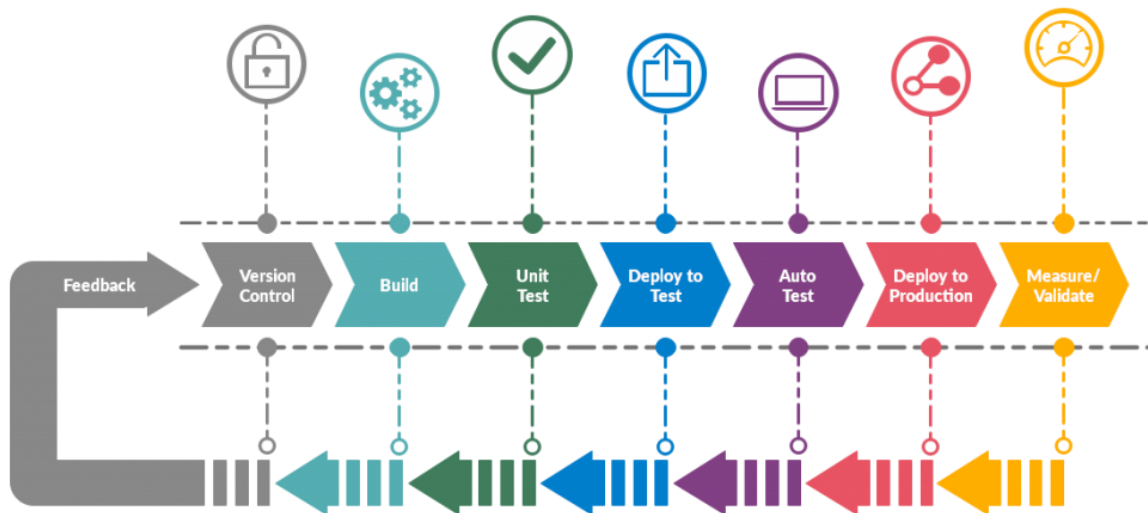 Feedback
Version
Control
Build
Unit
Test
Deploy to
Test
Auto
Test
Deploy to
Production
Measure/
Validate